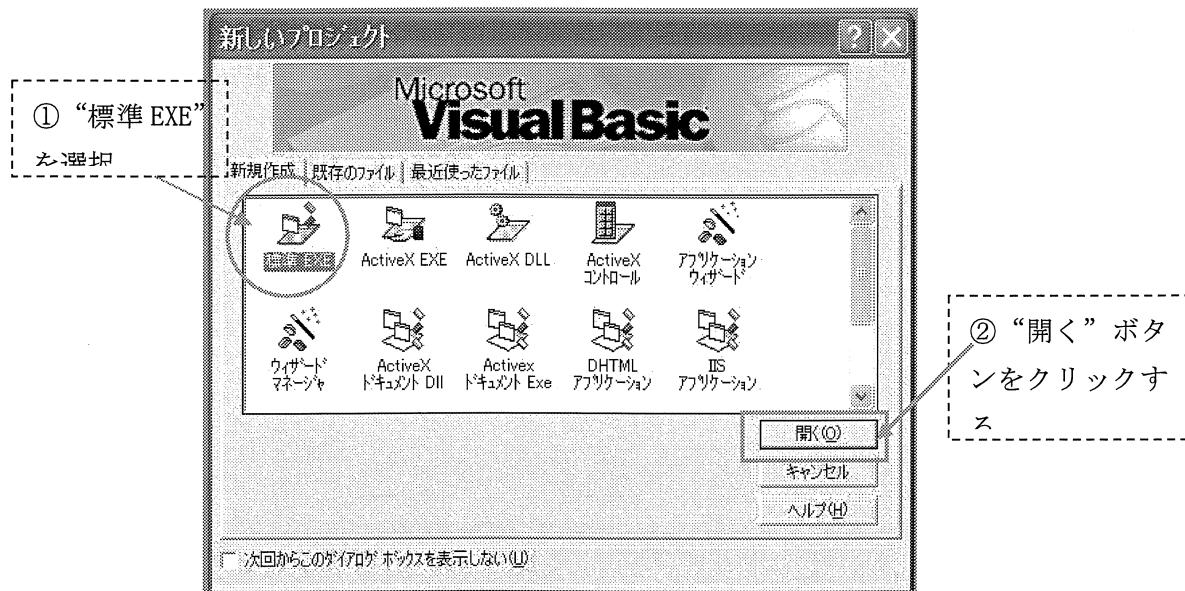 新しいプロジェクト
① “標準 EXE”
を選択
Microsoft
Visual Basic
新規作成 既存のファイル 最近使ったファイル
標準 EXE
ActiveX EXE
ActiveX DLL
ActiveX
コントロール
アプリケーション
ウィザード
ウィザード
マネージャ
ActiveX
ドキュメント Dll
Activex
ドキュメント Exe
DHTML
アプリケーション
IIS
アプリケーション
② “開く” ボタ
ンをクリックす
る
開く(O)
キャンセル
ヘルプ(H)
次回からこのダイアログ ボックスを表示しない(U)